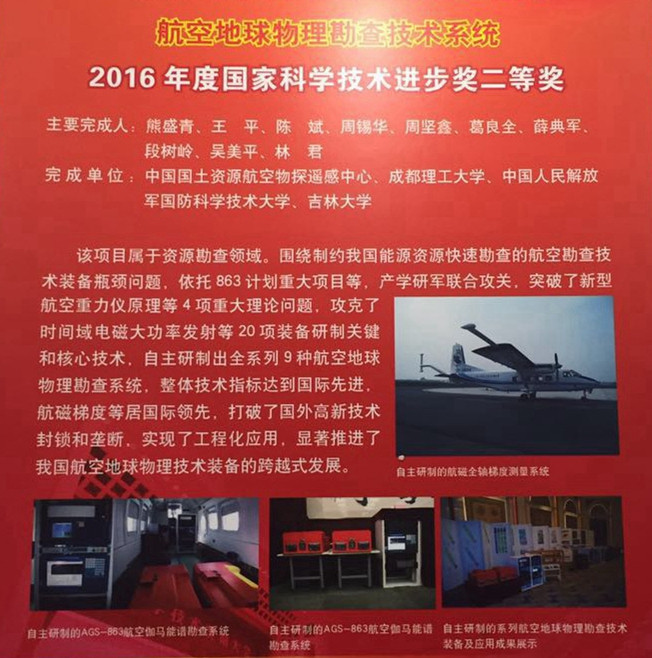 航空地球物理勘查技术系统
2016年度国家科学技术进步奖二等奖
主要完成人：熊盛青、王　平、陈　斌、周锡华、周坚鑫、葛良全、薛典军、
段树岭、吴美平、林　君
完成单位：中国国土资源航空物探遥感中心、成都理工大学、中国人民解放
军国防科学技术大学、吉林大学
该项目属于资源勘查领域。围绕制约我国能源资源快速勘查的航空勘查技
术装备瓶颈问题，依托863计划重大项目等，产学研军联合攻关，突破了新型
航空重力仪原理等4项重大理论问题，攻克了
时间域电磁大功率发射等20项装备研制关键
和核心技术，自主研制出全系列9种航空地球
物理勘查系统，整体技术指标达到国际先进，
航磁梯度等居国际领先，打破了国外高新技术
封锁和垄断，实现了工程化应用，显著推进了
我国航空地球物理技术装备的跨越式发展。
自主研制的航磁全轴梯度测量系统
自主研制的AGS-863航空伽马能谱勘查系统
自主研制的AGS-863航空伽马能谱
勘查系统
自主研制的系列航空地球物理勘查技术
装备及应用成果展示